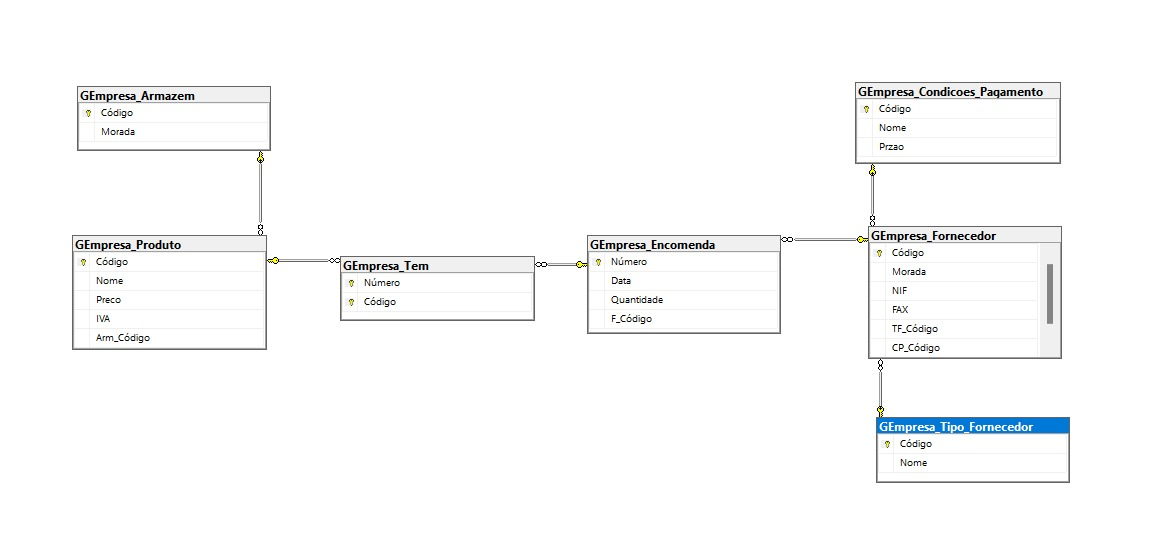 GEmpresa_Armazem
Código
Morada
GEmpresa_Condicoes_Pagamento
Código
Nome
Przao
GEmpresa_Produto
Código
Nome
Preco
IVA
Arm_Código
GEmpresa_Tem
Número
Código
GEmpresa_Encomenda
Número
Data
Quantidade
F_Código
GEmpresa_Fornecedor
Código
Morada
NIF
FAX
TF_Código
CP_Código
GEmpresa_Tipo_Fornecedor
Código
Nome